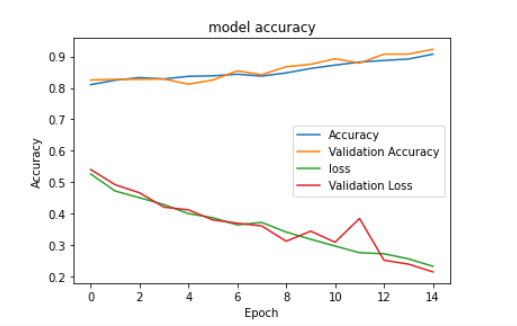 model accuracy
0.9
0.8
0.7
0.6
0.5
0.4
0.3
0.2
Accuracy
Accuracy
Validation Accuracy
loss
Validation Loss
0 2 4 6 8 10 12 14
Epoch